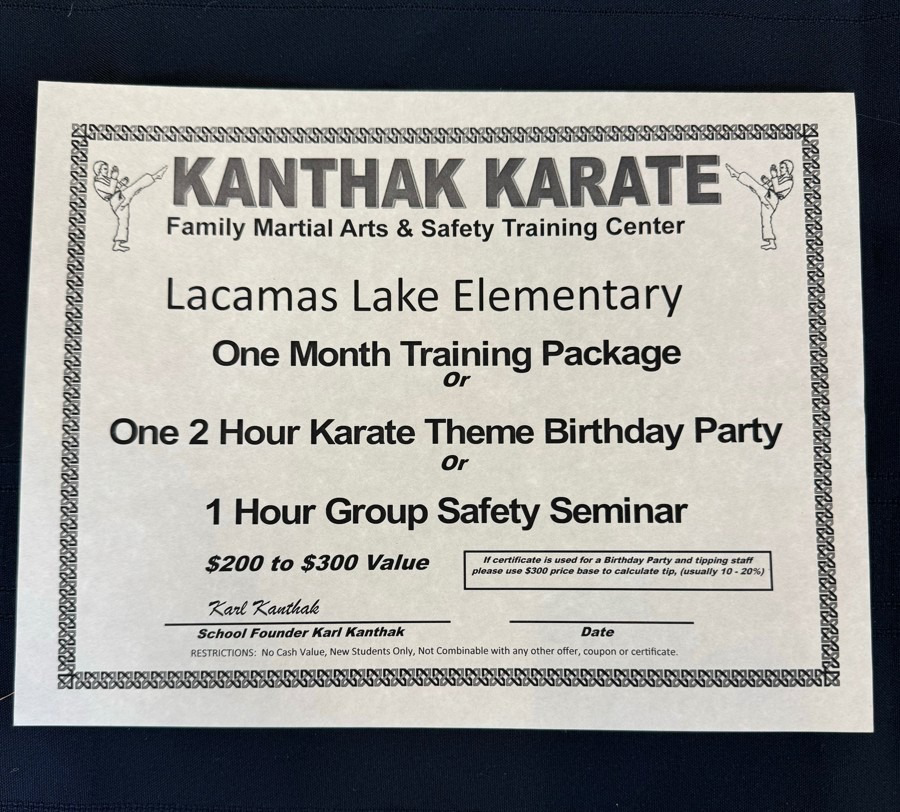 KANTHAK KARATE
Family Martial Arts & Safety Training Center
Lacamas Lake Elementary
One Month Training Package
Or
One 2 Hour Karate Theme Birthday Party
Or
1 Hour Group Safety Seminar
$200 to $300 Value
If certificate is used for a Birthday Party and tipping staff
please use $300 price base to calculate tip, (usually 10 - 20%)
Karl Kanthak
School Founder Karl Kanthak
Date
RESTRICTIONS: No Cash Value, New Students Only, Not Combinable with any other offer, coupon or certificate.